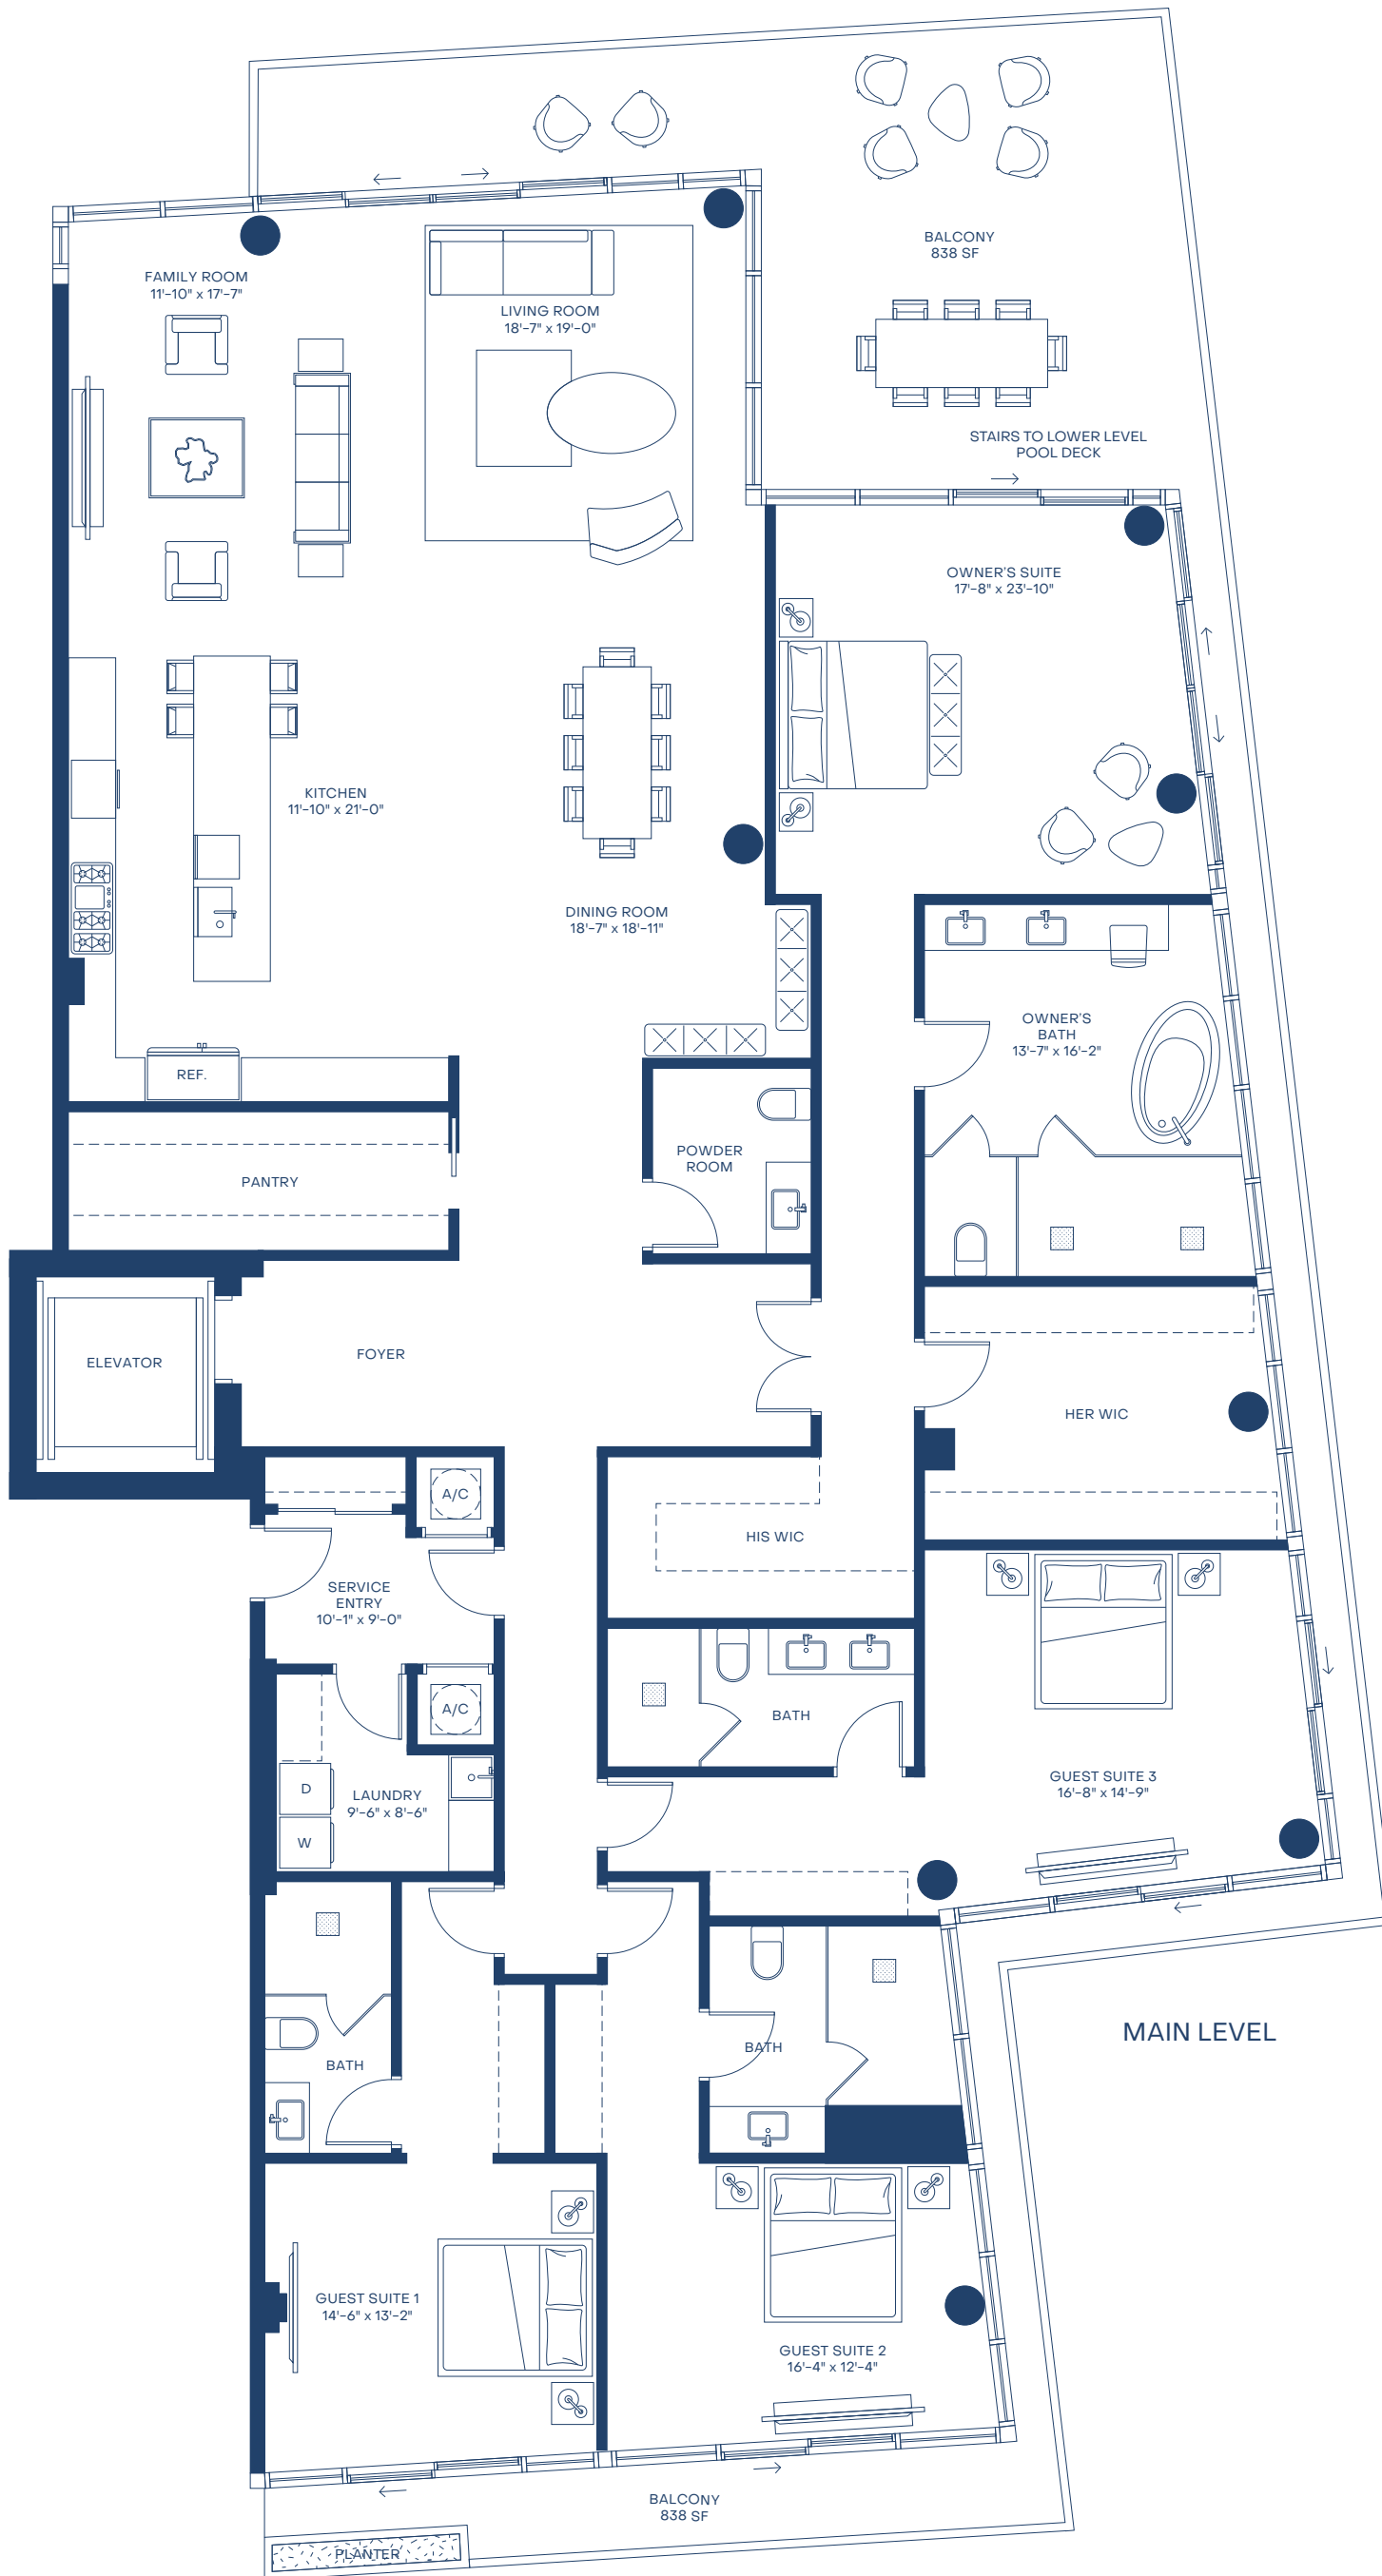 BALCONY
838 SF
FAMILY ROOM
11'-10" x 17'-7"
LIVING ROOM
18'-7" x 19'-0"
STAIRS TO LOWER LEVEL
POOL DECK
OWNER'S SUITE
17'-8" x 23'-10"
KITCHEN
11'-10" x 21'-0"
DINING ROOM
18'-7" x 18'-11"
OWNER'S
BATH
13'-7" x 16'-2"
REF.
POWDER
ROOM
PANTRY
ELEVATOR
FOYER
HER WIC
A/C
HIS WIC
SERVICE
ENTRY
10'-1" x 9'-0"
A/C
BATH
D
LAUNDRY
9'-6" x 8'-6"
W
GUEST SUITE 3
16'-8" x 14'-9"
MAIN LEVEL
BATH
BATH
GUEST SUITE 1
14'-6" x 13'-2"
GUEST SUITE 2
16'-4" x 12'-4"
BALCONY
838 SF
PLANTER